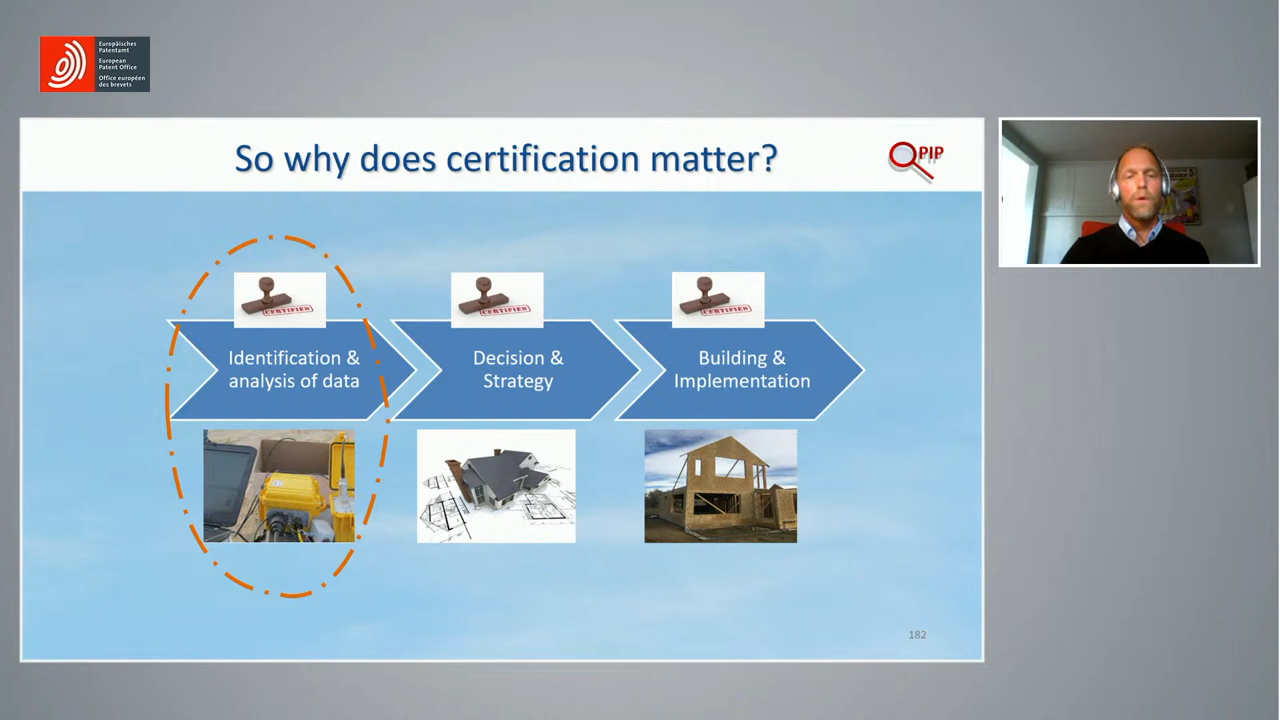 Europäisches
Patentamt
European
Patent Office
Office européen
des brevets
So why does certification matter?
PIP
CERTIFIED
CERTIFIED
CERTIFIED
Identification &
analysis of data
Decision &
Strategy
Building &
Implementation
182